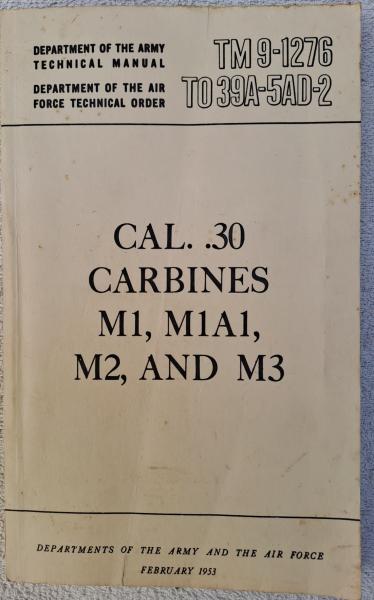 DEPARTMENT OF THE ARMY
TECHNICAL MANUAL
DEPARTMENT OF THE AIR
FORCE TECHNICAL ORDER
TM 9-1276
TO 39A-5AD-2
CAL. .30
CARBINES
M1, M1A1,
M2, AND M3
DEPARTMENTS OF THE ARMY AND THE AIR FORCE
FEBRUARY 1953